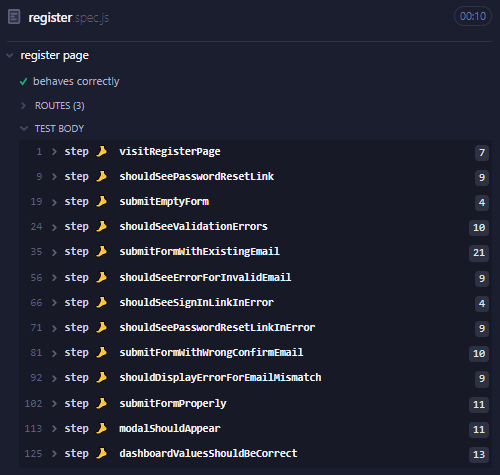 register.spec.js 00:10
register page
behaves correctly
ROUTES (3)
TEST BODY
1 step 🦶 visitRegisterPage 7
9 step 🦶 shouldSeePasswordResetLink 9
19 step 🦶 submitEmptyForm 4
24 step 🦶 shouldSeeValidationErrors 10
35 step 🦶 submitFormWithExistingEmail 21
56 step 🦶 shouldSeeErrorForInvalidEmail 9
66 step 🦶 shouldSeeSignInLinkInError 4
71 step 🦶 shouldSeePasswordResetLinkInError 9
81 step 🦶 submitFormWithWrongConfirmEmail 10
92 step 🦶 shouldDisplayErrorForEmailMismatch 9
102 step 🦶 submitFormProperly 11
113 step 🦶 modalShouldAppear 11
125 step 🦶 dashboardValuesShouldBeCorrect 13